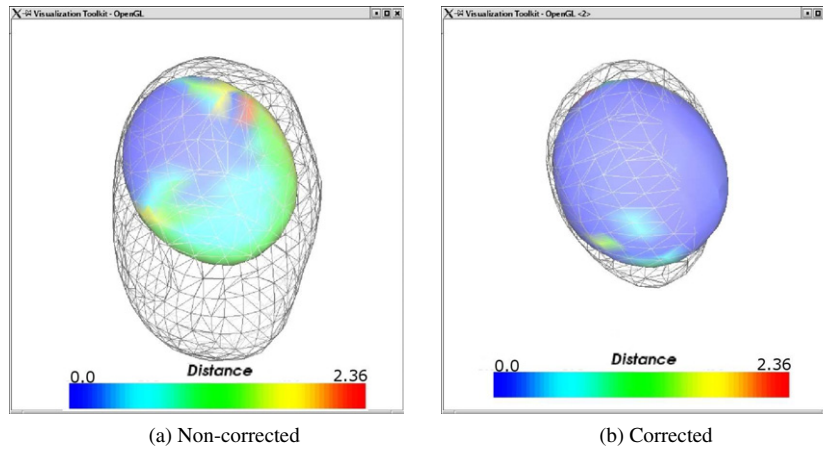 Visualization Toolkit - OpenGL
Visualization Toolkit - OpenGL <2>
Distance
0.0
2.36
Distance
0.0
2.36
(a) Non-corrected
(b) Corrected